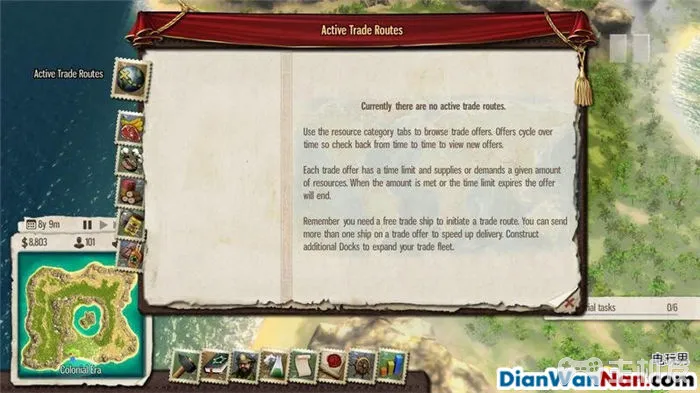 Active Trade Routes
Active Trade Routes
Currently there are no active trade routes.
Use the resource category tabs to browse trade offers. Offers cycle over
time so check back from time to time to view new offers.
Each trade offer has a time limit and supplies or demands a given amount
of resources. When the amount is met or the time limit expires the offer
will end.
Remember you need a free trade ship to initiate a trade route. You can send
more than one ship on a trade offer to speed up delivery. Construct
additional Docks to expand your trade fleet.
8y 9m
$8,803
101
ial tasks 0/6
Colonial Era
电玩男
DianWanNan.com